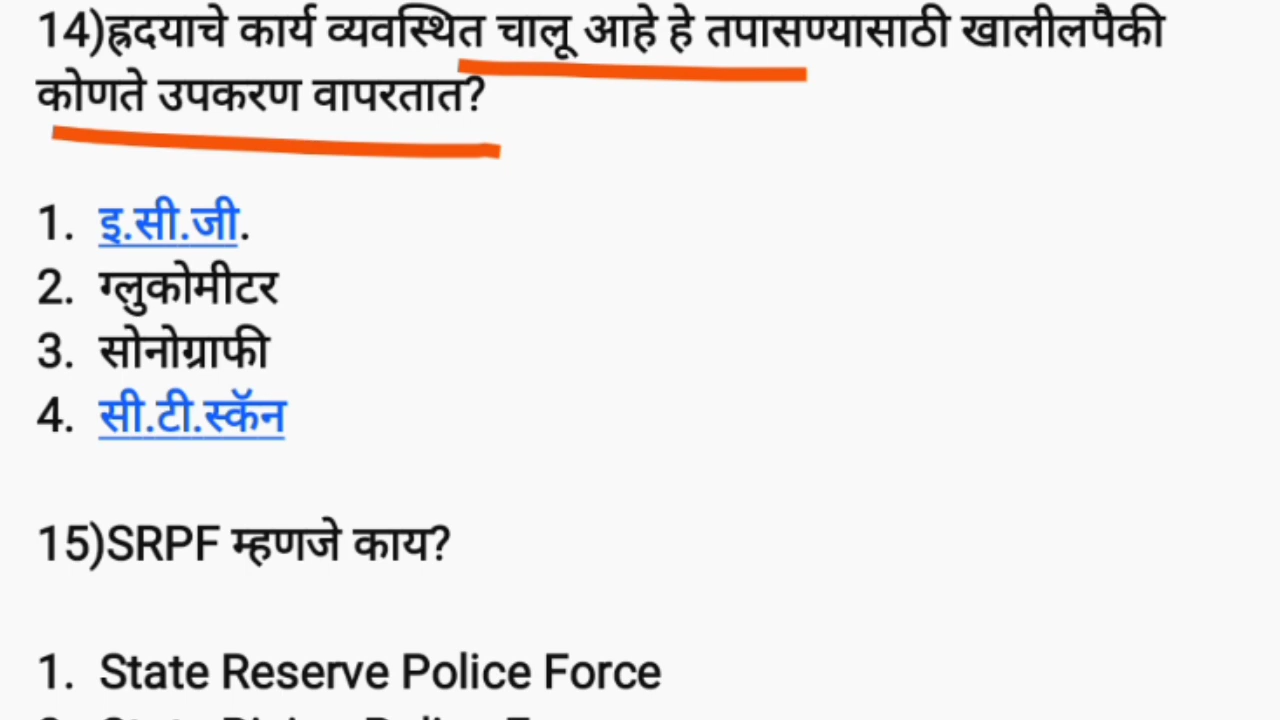 14)ह्रदयाचे कार्य व्यवस्थित चालू आहे हे तपासण्यासाठी खालीलपैकी
कोणते उपकरण वापरतात?
1. इ.सी.जी.
2. ग्लुकोमीटर
3. सोनोग्राफी
4. सी.टी.स्कॅन
15)SRPF म्हणजे काय?
1. State Reserve Police Force